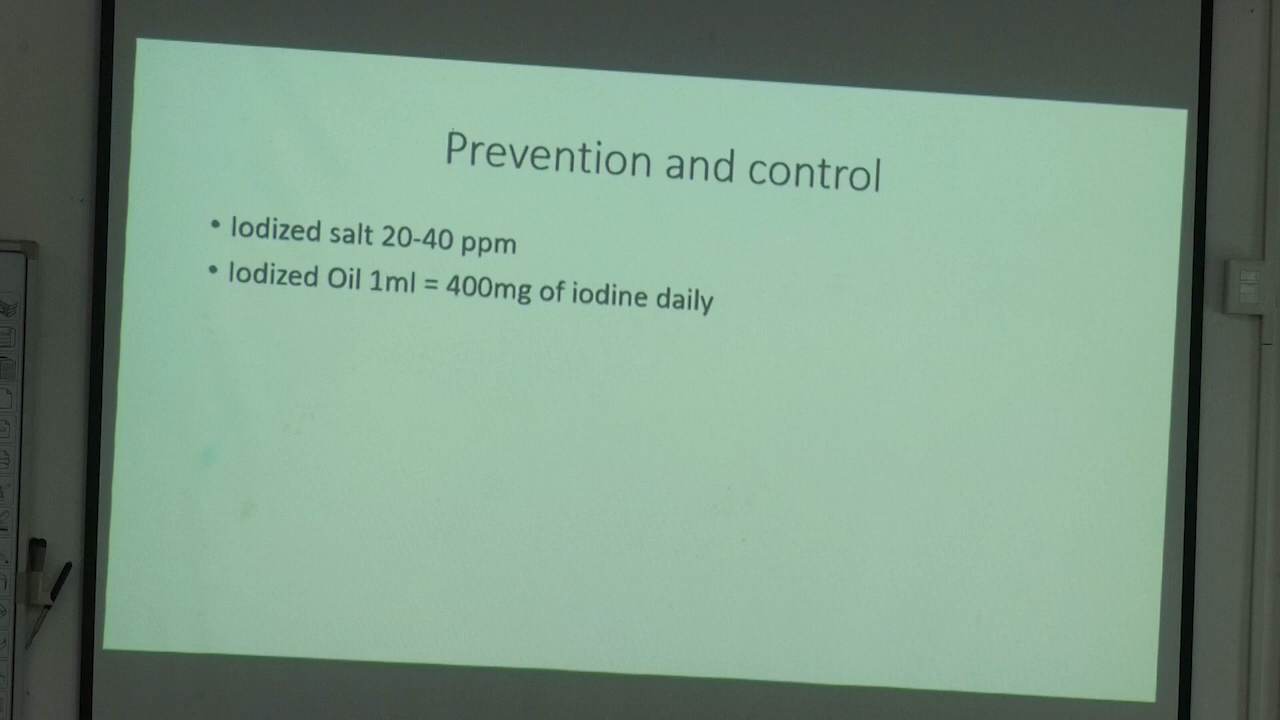 Prevention and control
• Iodized salt 20-40 ppm
• Iodized Oil 1ml = 400mg of iodine daily